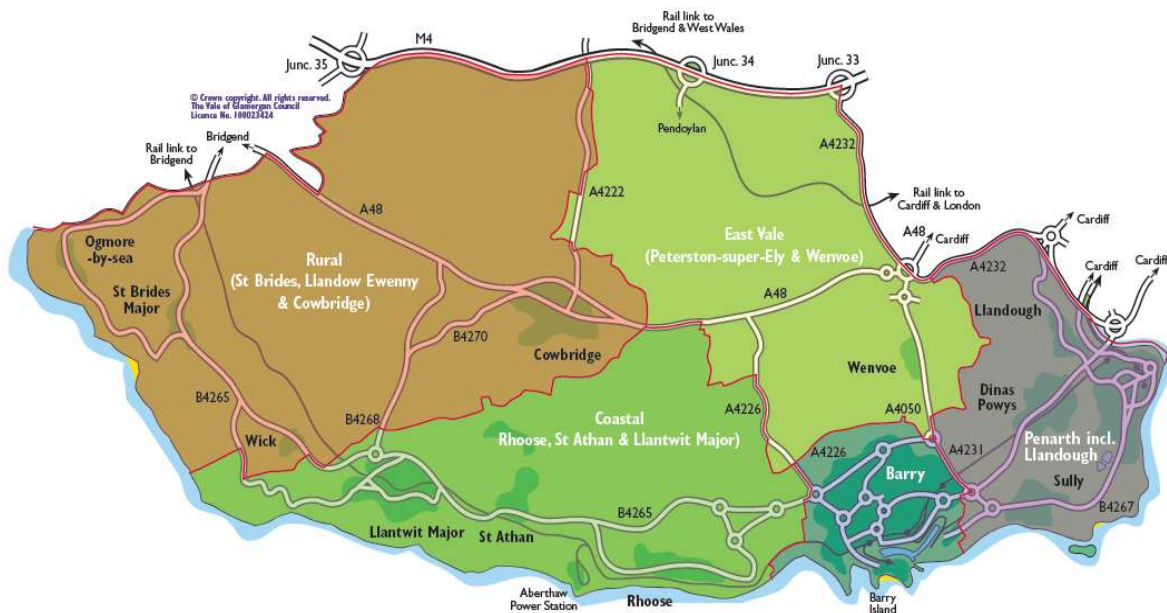 Rail link to
Bridgend & West Wales
M4
Junc. 35
Junc. 34
Junc. 33
© Crown copyright. All rights reserved.
The Vale of Glamorgan Council
Licence No. 100023424
Pendoylan
Bridgend
Rail link to
Bridgend
A4232
A4222
Rail link to
Cardiff & London
A48
Cardiff
A48
Cardiff
Ogmore
-by-sea
Rural
(St Brides, Llandow Ewenny
& Cowbridge)
East Vale
(Peterston-super-Ely & Wenvoe)
A4232
Cardiff
Cardiff
St Brides
Major
A48
Llandough
B4270
Cowbridge
Wenvoe
Dinas
Powys
B4265
B4268
Coastal
Rhoose, St Athan & Llantwit Major)
A4226
A4050
Wick
A4226
Barry
A4231
Penarth incl.
Llandough
Sully
B4265
B4267
Llantwit Major
St Athan
Aberthaw
Power Station
Rhoose
Barry
Island